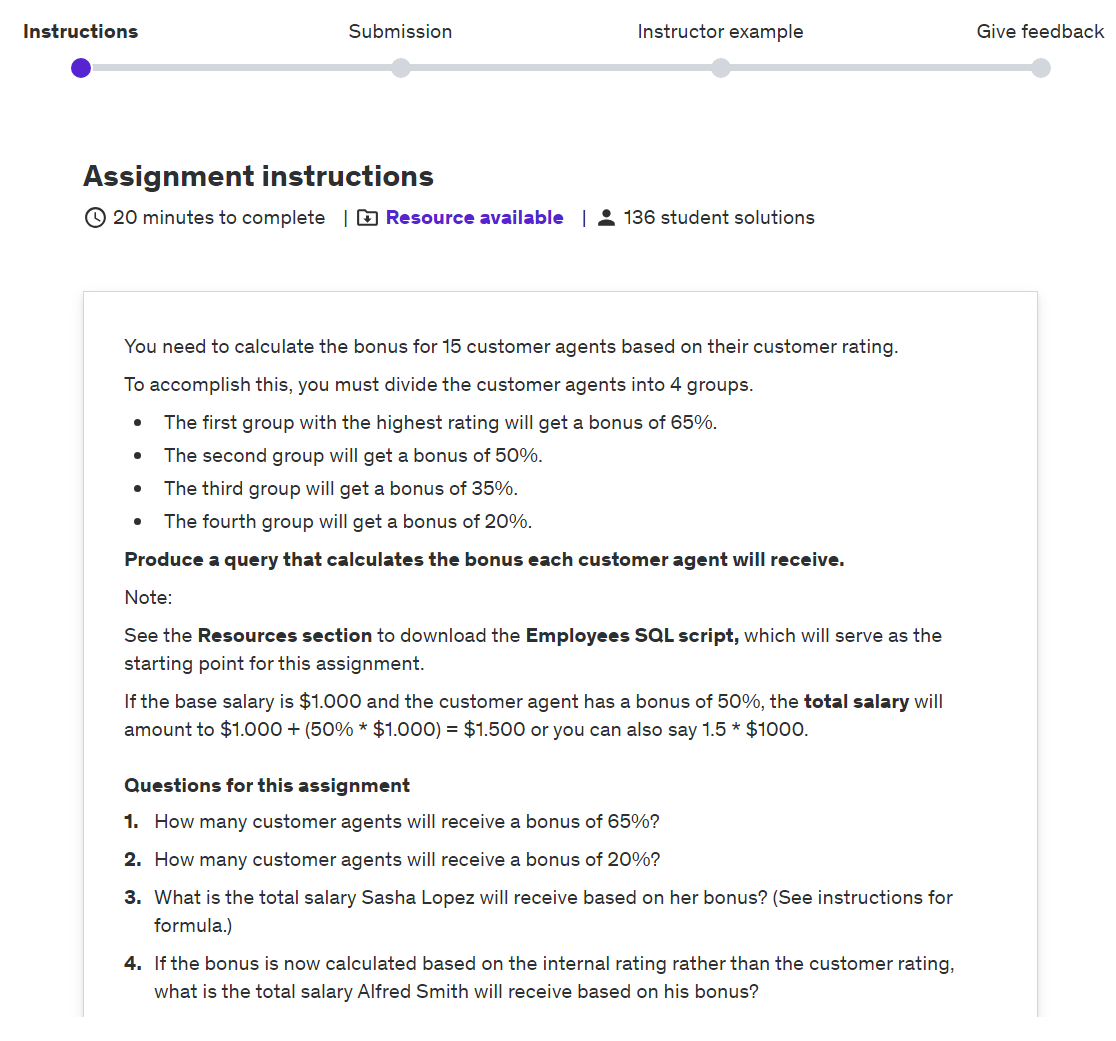 Instructions
Submission
Instructor example
Give feedback
Assignment instructions
20 minutes to complete | Resource available | 136 student solutions
You need to calculate the bonus for 15 customer agents based on their customer rating.
To accomplish this, you must divide the customer agents into 4 groups.
• The first group with the highest rating will get a bonus of 65%.
• The second group will get a bonus of 50%.
• The third group will get a bonus of 35%.
• The fourth group will get a bonus of 20%.
Produce a query that calculates the bonus each customer agent will receive.
Note:
See the Resources section to download the Employees SQL script, which will serve as the
starting point for this assignment.
If the base salary is $1.000 and the customer agent has a bonus of 50%, the total salary will
amount to $1.000 + (50% * $1.000) = $1.500 or you can also say 1.5 * $1000.
Questions for this assignment
1. How many customer agents will receive a bonus of 65%?
2. How many customer agents will receive a bonus of 20%?
3. What is the total salary Sasha Lopez will receive based on her bonus? (See instructions for
formula.)
4. If the bonus is now calculated based on the internal rating rather than the customer rating,
what is the total salary Alfred Smith will receive based on his bonus?